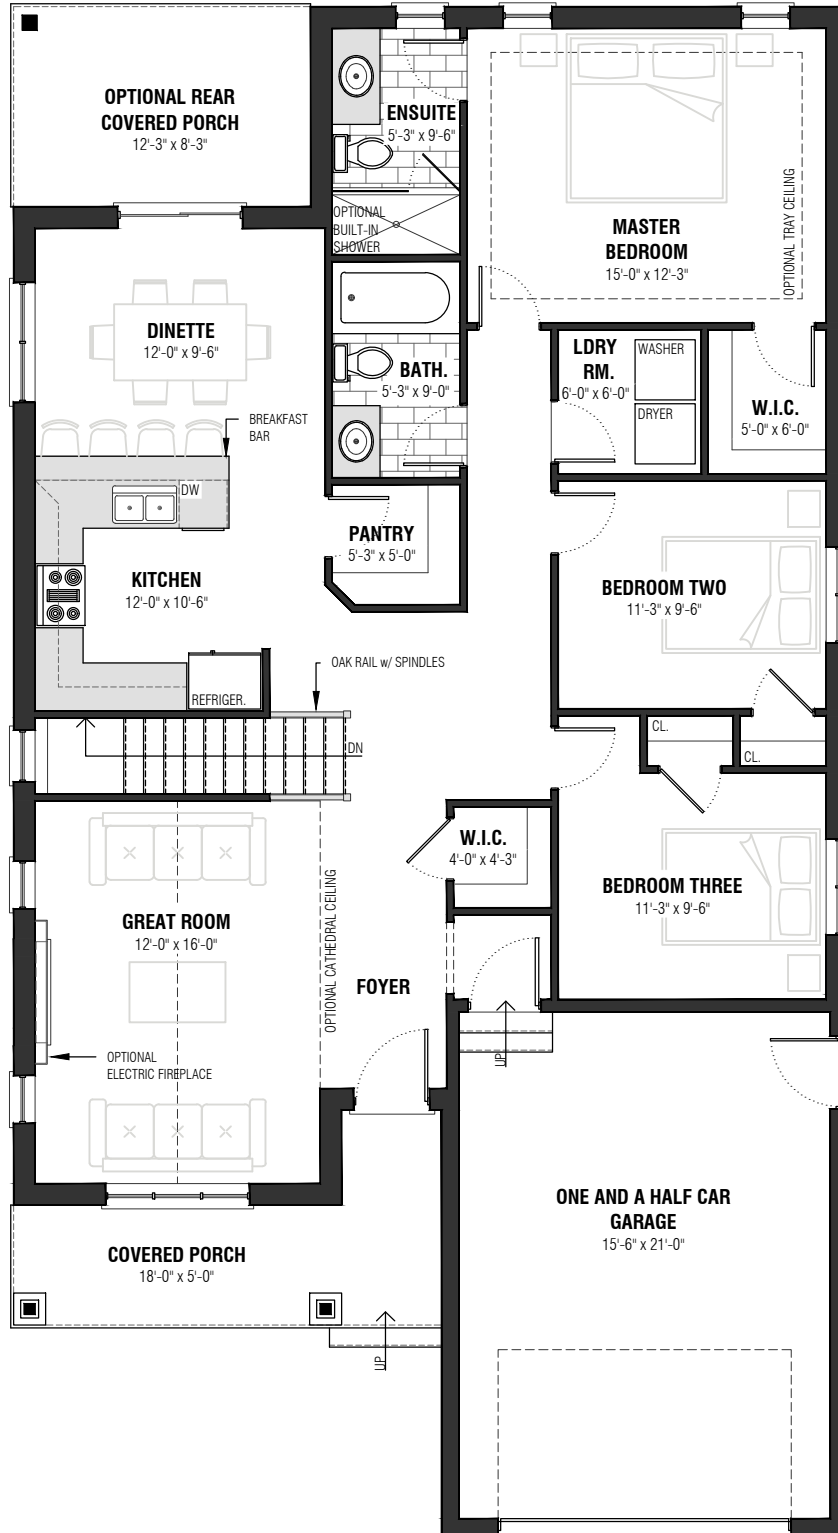 OPTIONAL REAR
COVERED PORCH
12'-3" x 8'-3"
ENSUITE
5'-3" x 9'-6"
OPTIONAL
BUILT-IN
SHOWER
MASTER
BEDROOM
15'-0" x 12'-3"
OPTIONAL TRAY CEILING
DINETTE
12'-0" x 9'-6"
BATH.
5'-3" x 9'-0"
LDRY
RM.
6'-0" x 6'-0"
WASHER
DRYER
W.I.C.
5'-0" x 6'-0"
BREAKFAST
BAR
DW
PANTRY
5'-3" x 5'-0"
KITCHEN
12'-0" x 10'-6"
BEDROOM TWO
11'-3" x 9'-6"
REFRIGER.
OAK RAIL w/ SPINDLES
DN
CL.
CL.
W.I.C.
4'-0" x 4'-3"
BEDROOM THREE
11'-3" x 9'-6"
GREAT ROOM
12'-0" x 16'-0"
OPTIONAL CATHEDRAL CEILING
FOYER
OPTIONAL
ELECTRIC FIREPLACE
UP
ONE AND A HALF CAR
GARAGE
15'-6" x 21'-0"
COVERED PORCH
18'-0" x 5'-0"
UP